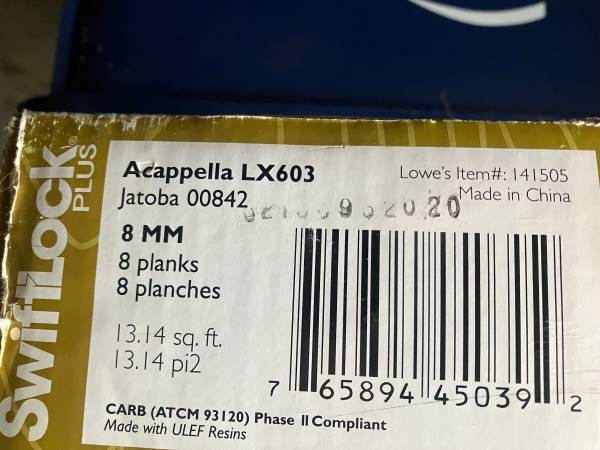 SwiftLock®
PLUS
Acappella LX603
Jatoba 00842
Lowe's Item#: 141505
Made in China
8 MM
8 planks
8 planches
13.14 sq. ft.
13.14 pi2
7 65894 45039 2
CARB (ATCM 93120) Phase II Compliant
Made with ULEF Resins